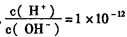 c( H⁺) / c( OH⁻) = 1×10⁻¹²